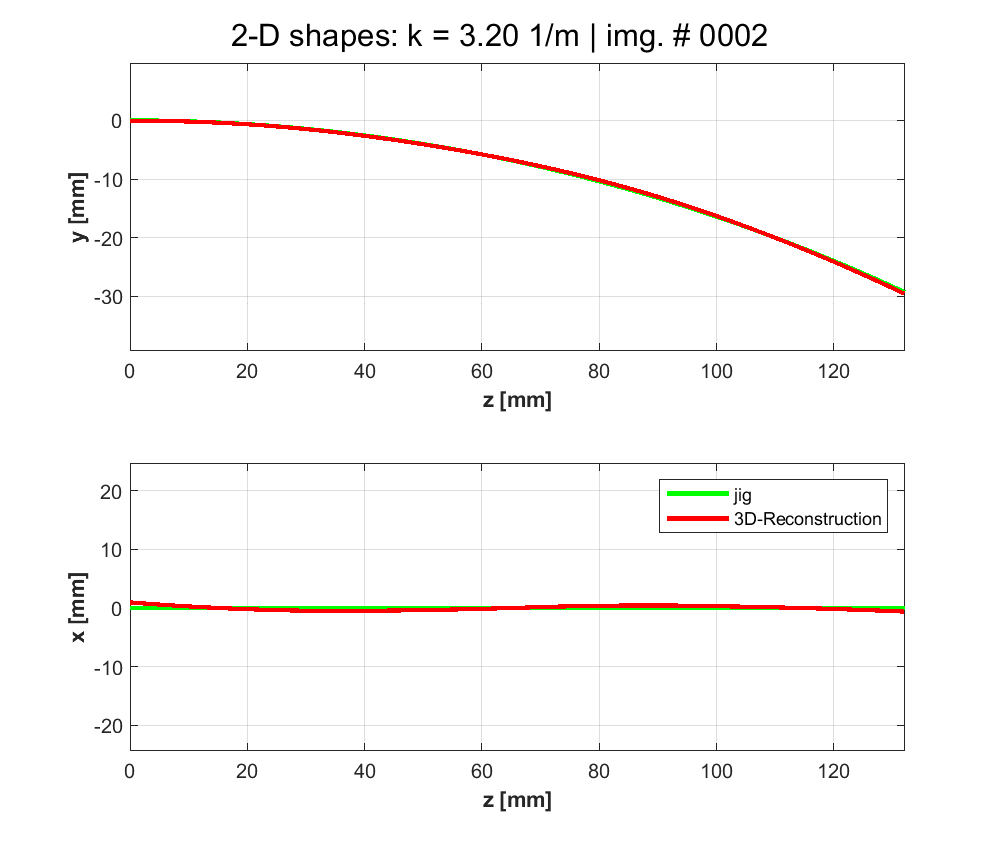 2-D shapes: k = 3.20 1/m | img. # 0002
y [mm]
0
-10
-20
-30
0 20 40 60 80 100 120
z [mm]
x [mm]
20
10
0
-10
-20
jig
3D-Reconstruction
0 20 40 60 80 100 120
z [mm]